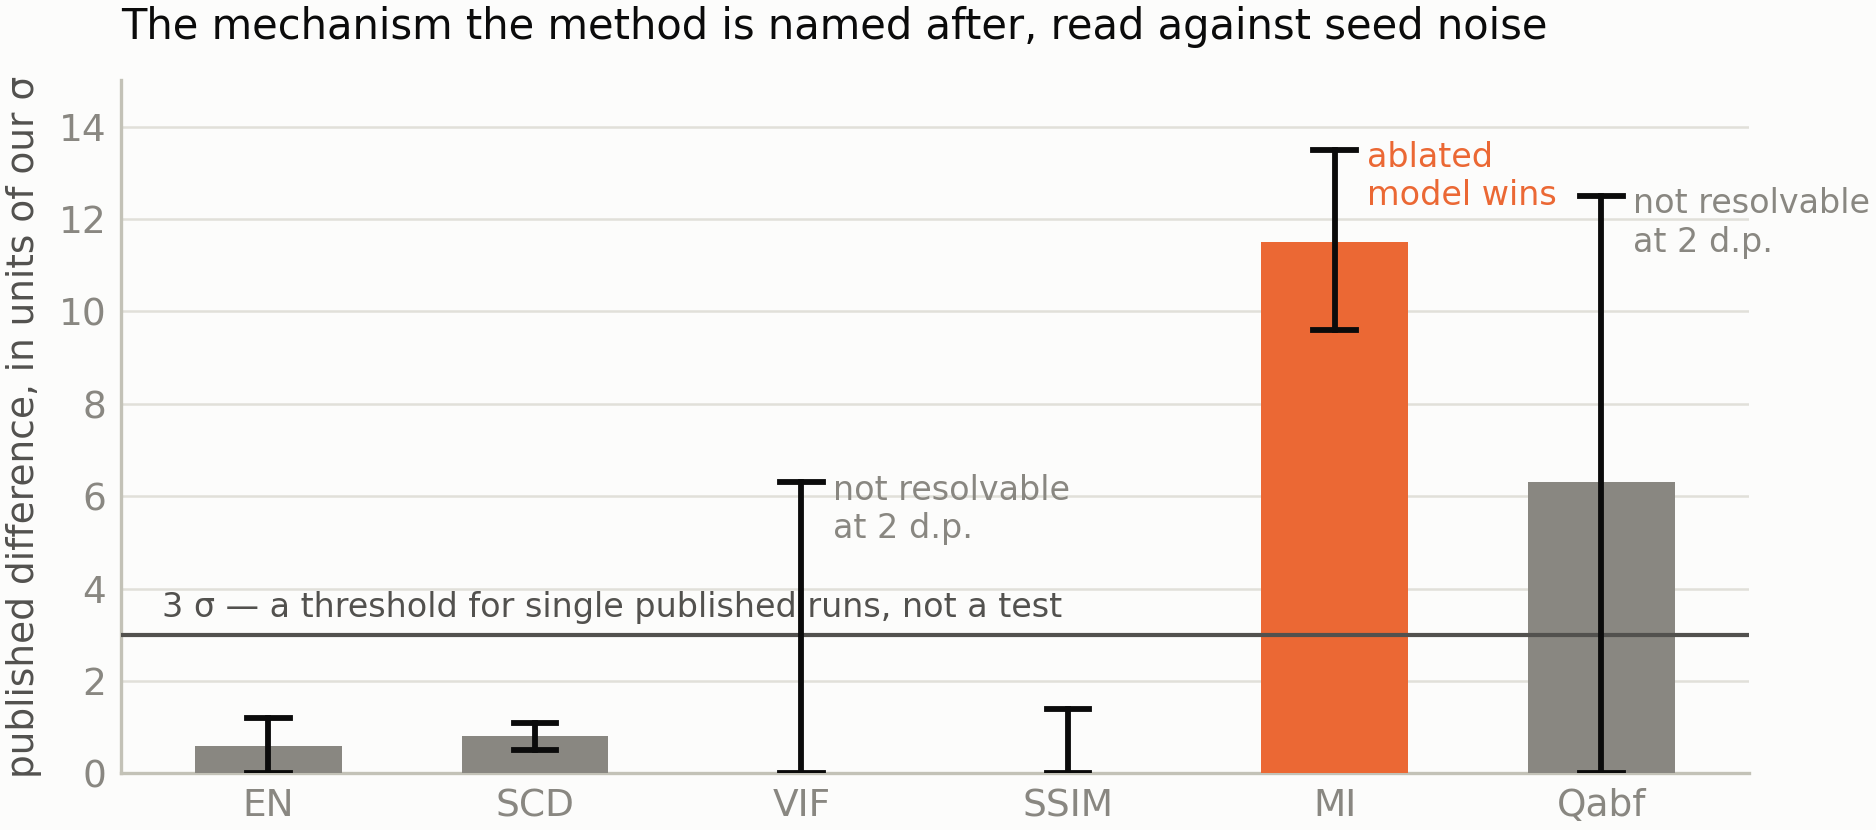 The mechanism the method is named after, read against seed noise
published difference, in units of our σ
14
12
10
8
6
4
2
0
ablated
model wins
not resolvable
at 2 d.p.
not resolvable
at 2 d.p.
3 σ — a threshold for single published runs, not a test
EN
SCD
VIF
SSIM
MI
Qabf